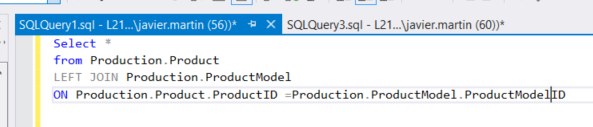 SQLQuery1.sql - L21...\javier.martin (56))* SQLQuery3.sql - L21...\javier.martin (60))*
Select *
from Production.Product
LEFT JOIN Production.ProductModel
ON Production.Product.ProductID =Production.ProductModel.ProductModelID